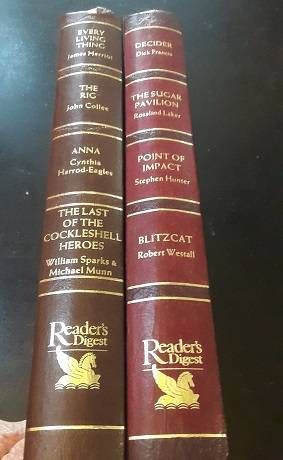 EVERY
LIVING
THING
James Herriot
THE
RIG
John Collee
ANNA
Cynthia
Harrod-Eagles
THE LAST
OF THE
COCKLESHELL
HEROES
William Sparks &
Michael Munn
Reader's
Digest
DECIDER
Dick Francis
THE SUGAR
PAVILION
Rosalind Laker
POINT OF
IMPACT
Stephen Hunter
BLITZCAT
Robert Westall
Reader's
Digest